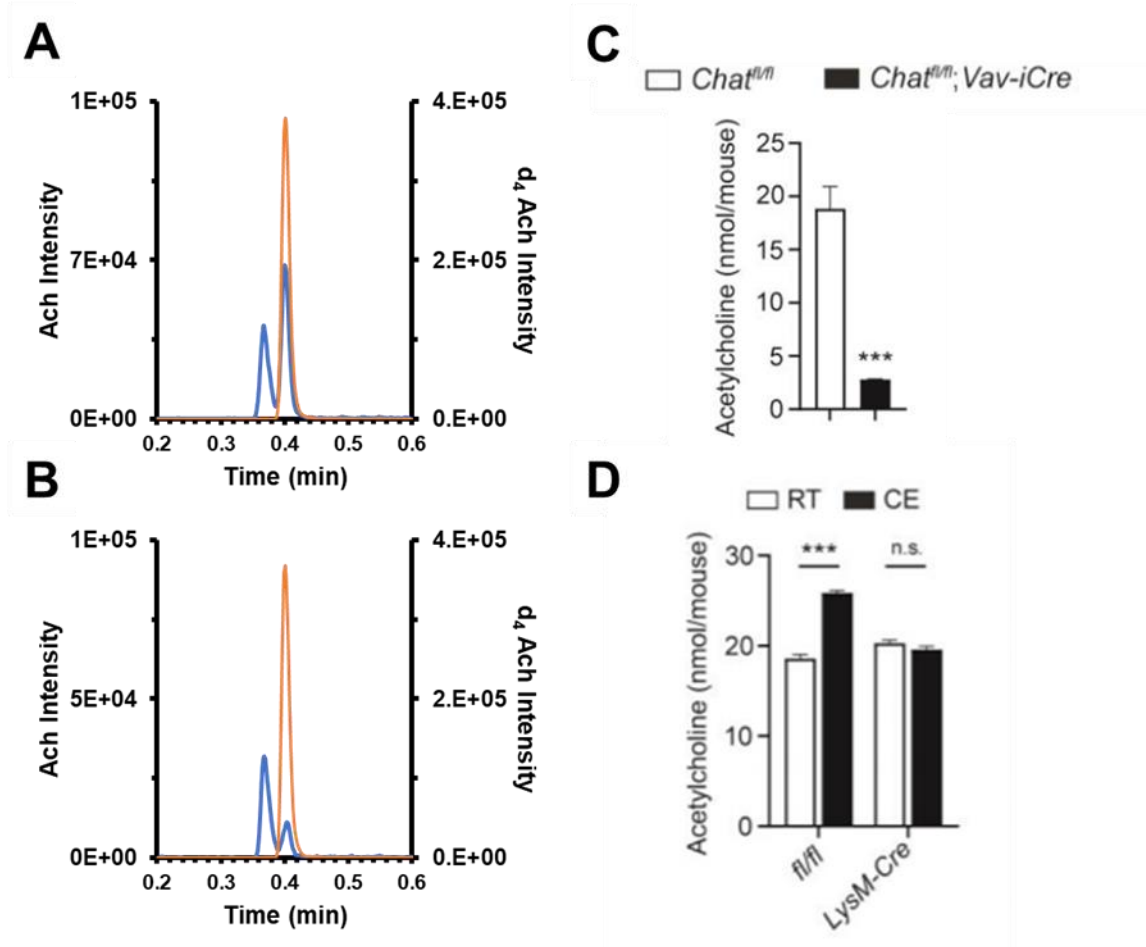 A
1E+05
4.E+05
7E+04
2.E+05
0E+00
0.E+00
Ach Intensity
d4 Ach Intensity
0.2 0.3 0.4 0.5 0.6
Time (min)
B
1E+05
4.E+05
5E+04
2.E+05
0E+00
0.E+00
Ach Intensity
d4 Ach Intensity
0.2 0.3 0.4 0.5 0.6
Time (min)
C
Chatfl/fl Chatfl/fl;Vav-iCre
Acetylcholine (nmol/mouse)
25
20
15
10
5
0
***
D
RT CE
Acetylcholine (nmol/mouse)
30
20
10
0
*** n.s.
fl/fl
LysM-Cre